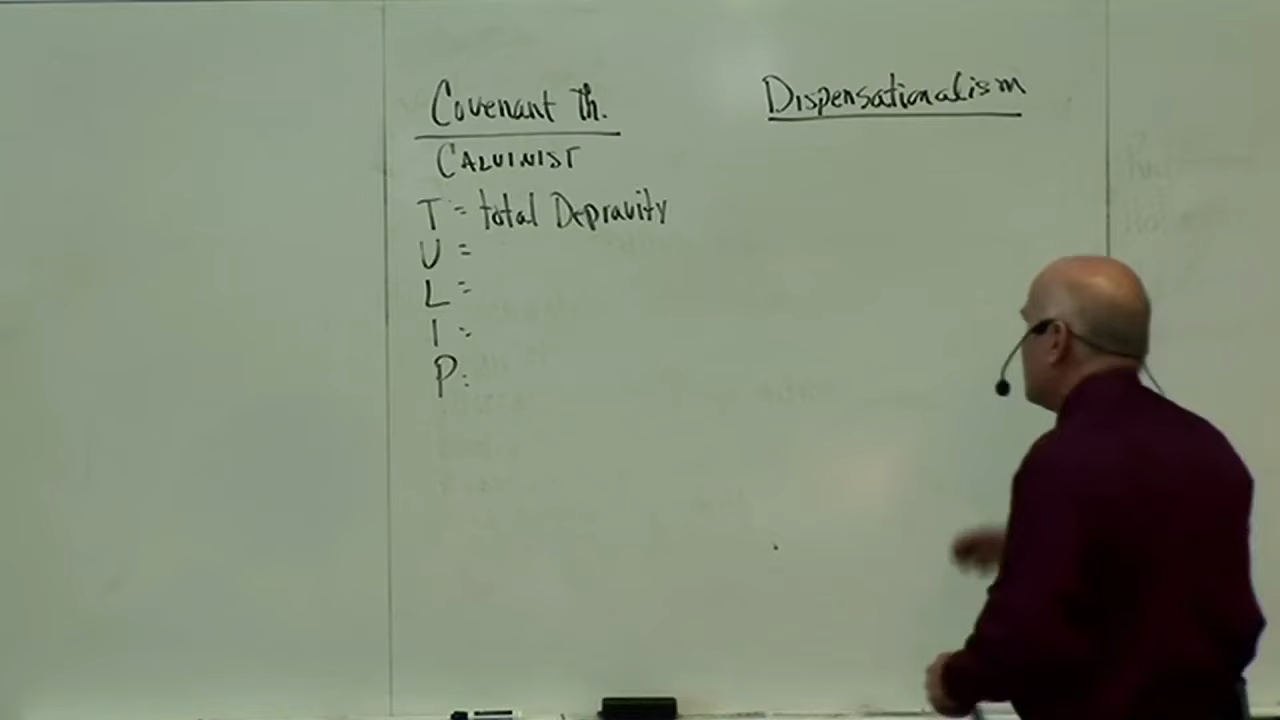 Covenant Th.
Dispensationalism
CALVINIST
T = total Depravity
U =
L =
I =
P: